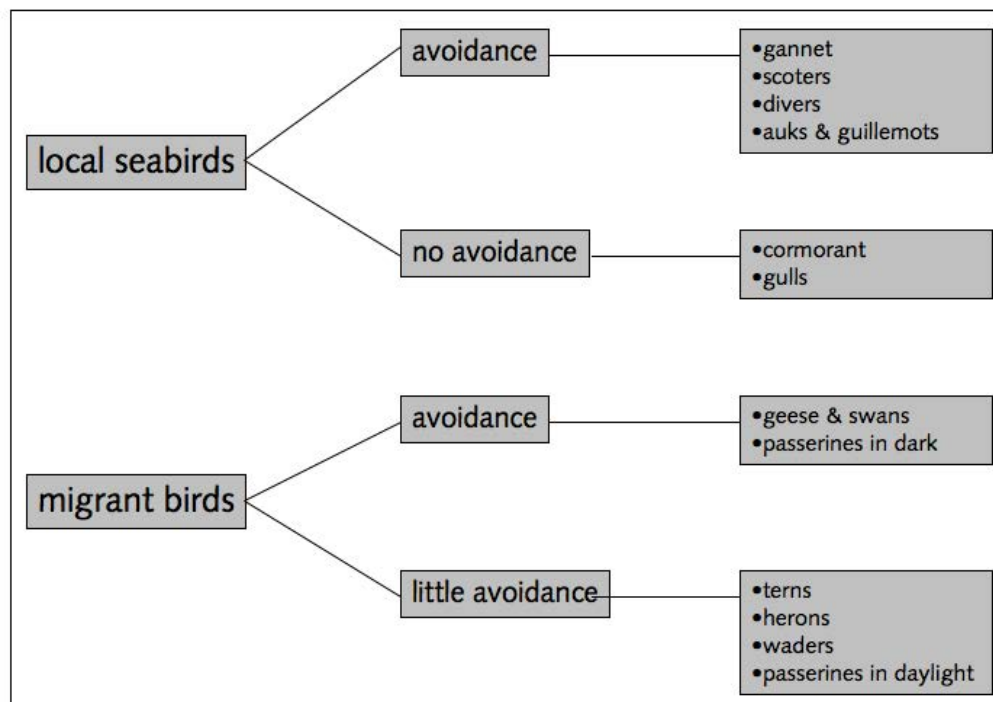 local seabirds
avoidance
•gannet
•scoters
•divers
•auks & guillemots
no avoidance
•cormorant
•gulls
migrant birds
avoidance
•geese & swans
•passerines in dark
little avoidance
•terns
•herons
•waders
•passerines in daylight